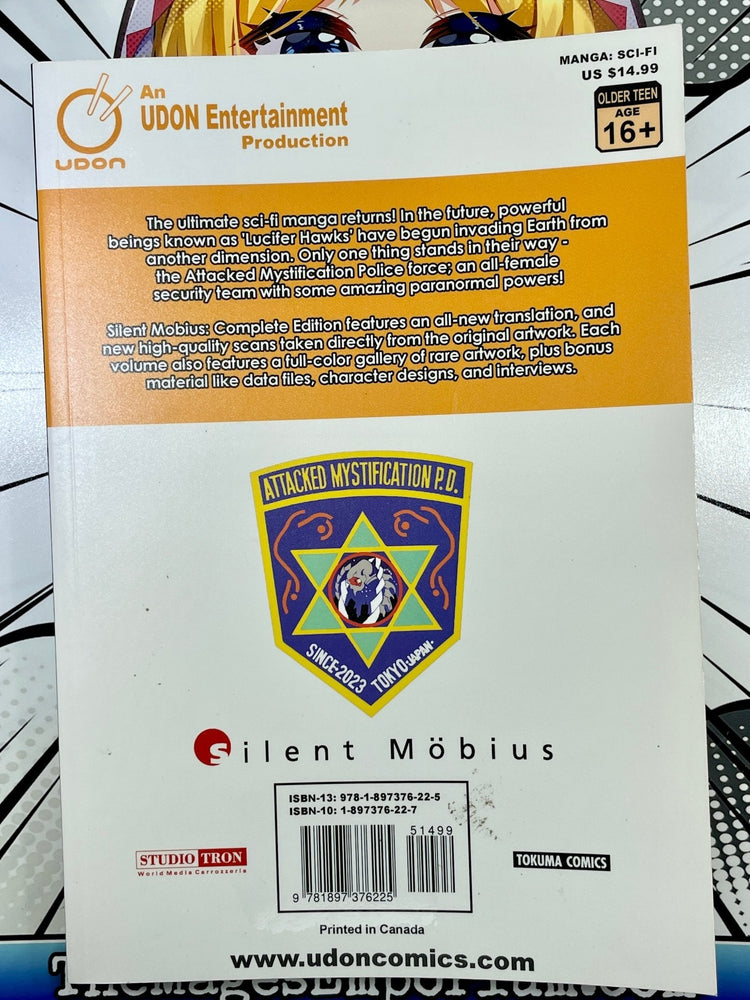 An
UDON Entertainment
Production
UDON
MANGA: SCI-FI
US $14.99
OLDER TEEN
AGE
16+
The ultimate sci-fi manga returns! In the future, powerful
beings known as 'Lucifer Hawks' have begun invading Earth from
another dimension. Only one thing stands in their way -
the Attacked Mystification Police force; an all-female
security team with some amazing paranormal powers!
Silent Mobius: Complete Edition features an all-new translation, and
new high-quality scans taken directly from the original artwork. Each
volume also features a full-color gallery of rare artwork, plus bonus
material like data files, character designs, and interviews.
ATTACKED MYSTIFICATION P.D.
SINCE·2023 TOKYO·JAPAN·
Silent Möbius
ISBN-13: 978-1-897376-22-5
ISBN-10: 1-897376-22-7
51499
9 781897 376225
STUDIO TRON
World Media Carrozzeria
TOKUMA COMICS
Printed in Canada
www.udoncomics.com
TheMagesEmporium.com